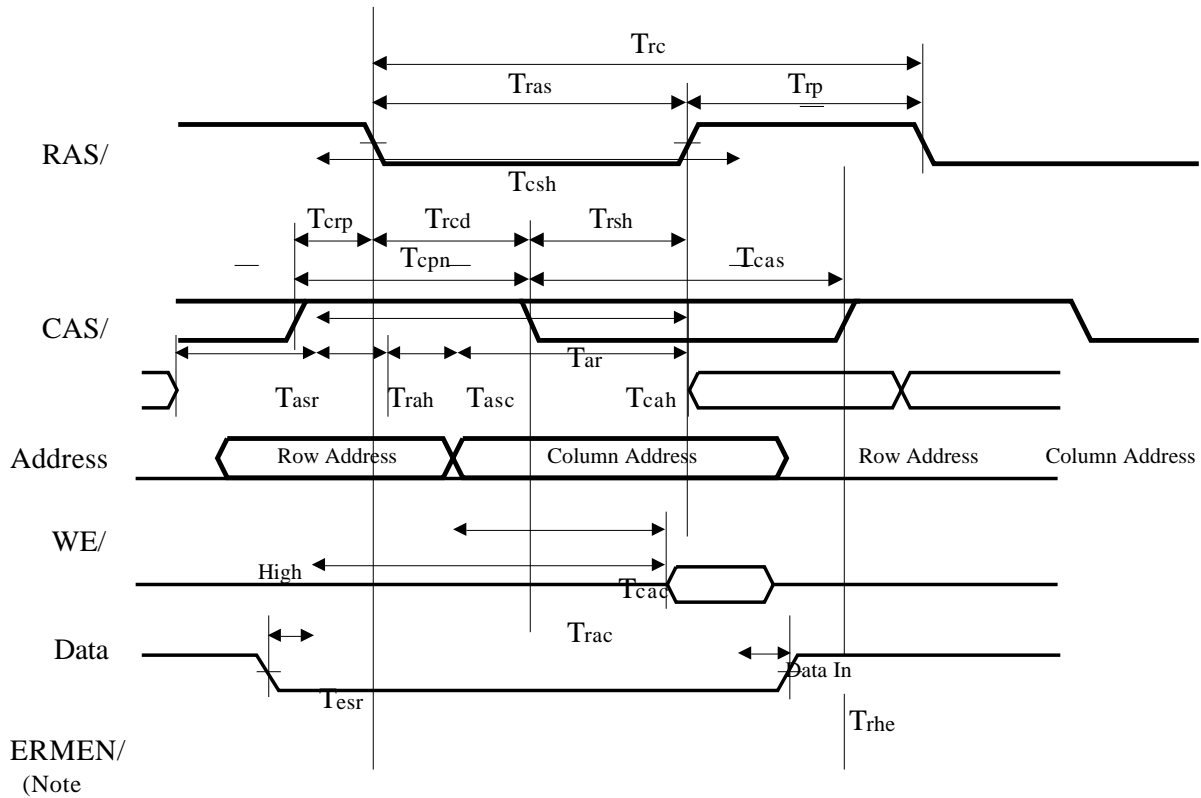 Trc
Tras Trp
RAS/
Tcsh
Tcrp Trcd Trsh
Tcpn Tcas
CAS/
Tar
Tasr Trah Tasc Tcah
Address Row Address Column Address Row Address Column Address
WE/
High
Tcac
Data Trac
Data In
Tesr
Trhe
ERMEN/
(Note